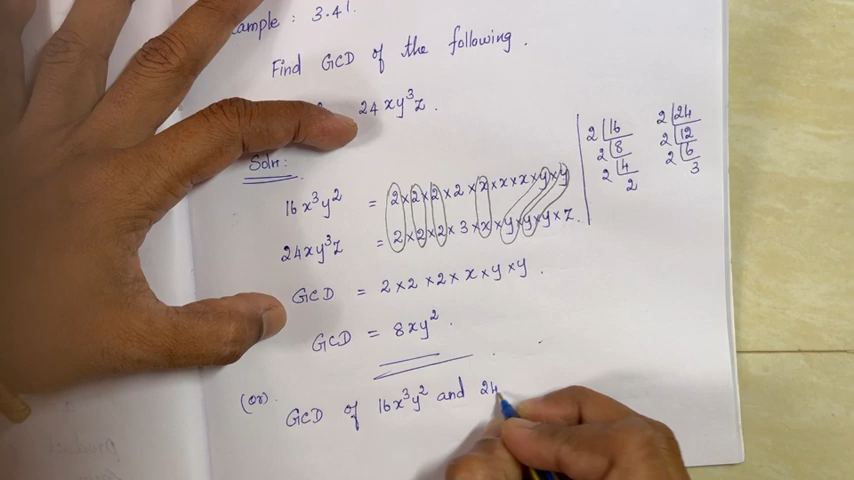 Example : 3.41.
Find GCD of the following.
24xy³z.
Soln:
16x³y² = 2×2×2×2×x×x×x×y×y
24xy³z = 2×2×2×3×x×y×y×y×z.
GCD = 2×2×2×x×y×y.
GCD = 8xy².
(Or).
GCD of 16x³y² and 24
2 16
2 8
2 4
2
2 24
2 12
2 6
3